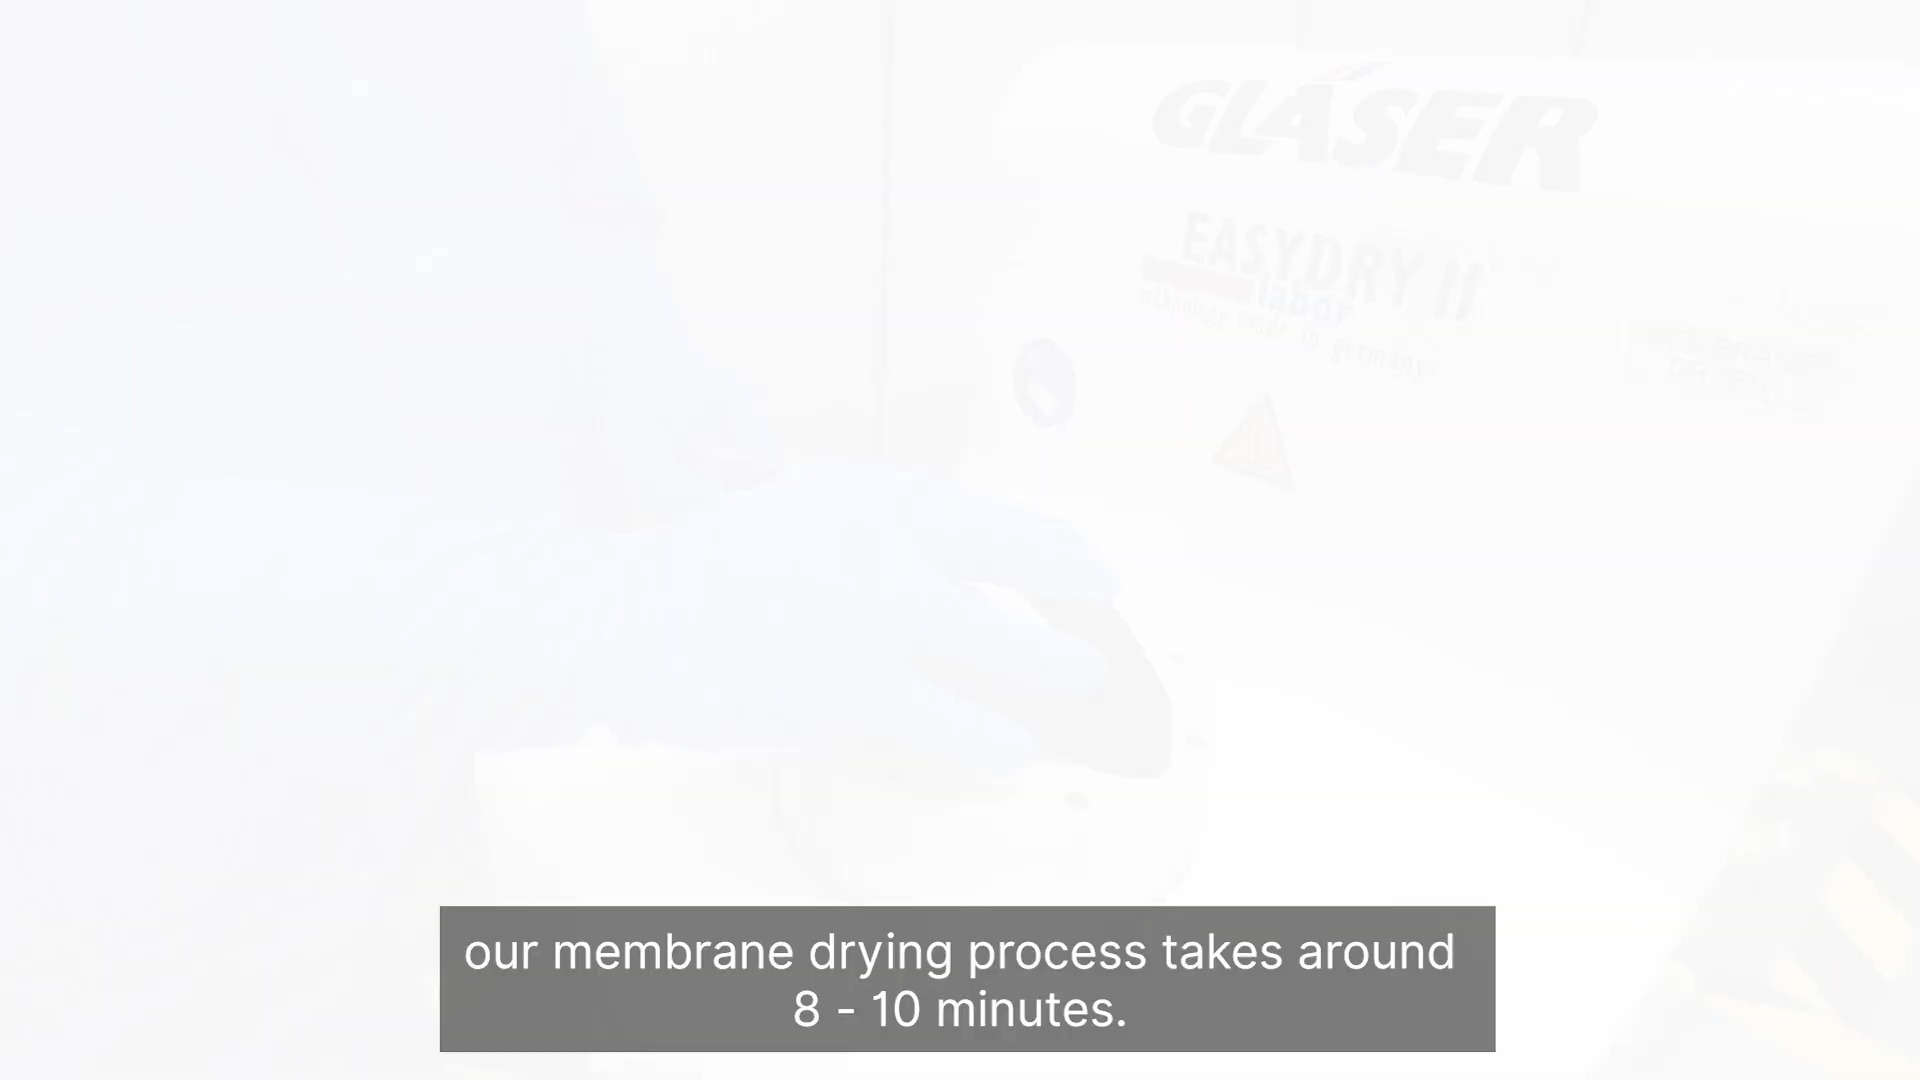 GLÄSER
EASYDRY II
labor
our membrane drying process takes around
8 - 10 minutes.